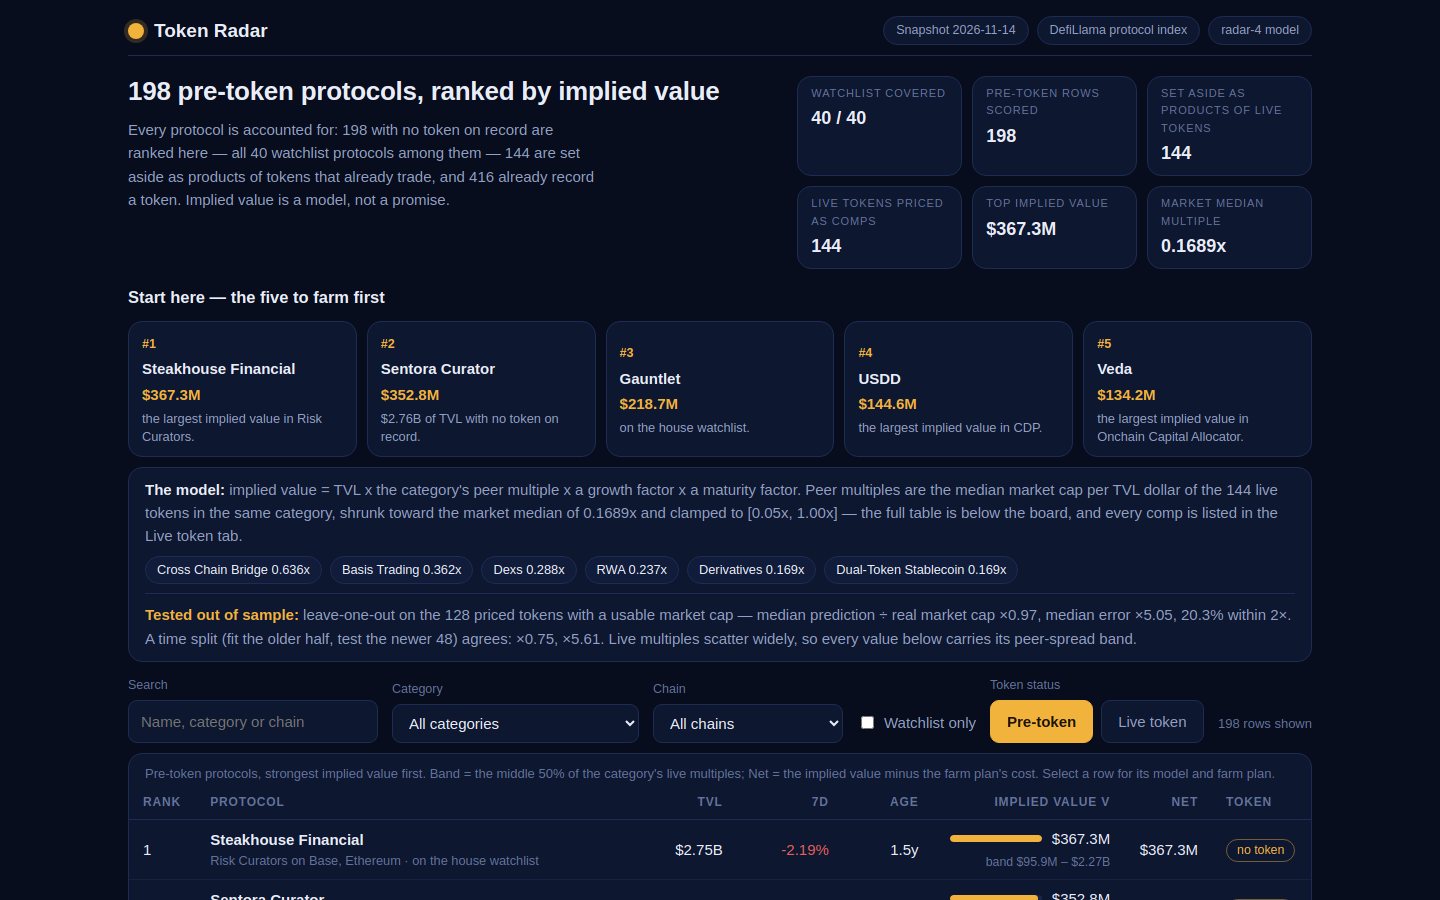 Token Radar
Snapshot 2026-11-14
DefiLlama protocol index
radar-4 model
198 pre-token protocols, ranked by implied value
Every protocol is accounted for: 198 with no token on record are
ranked here — all 40 watchlist protocols among them — 144 are set
aside as products of tokens that already trade, and 416 already record
a token. Implied value is a model, not a promise.
WATCHLIST COVERED
40 / 40
PRE-TOKEN ROWS
SCORED
198
SET ASIDE AS
PRODUCTS OF LIVE
TOKENS
144
LIVE TOKENS PRICED
AS COMPS
144
TOP IMPLIED VALUE
$367.3M
MARKET MEDIAN
MULTIPLE
0.1689x
Start here — the five to farm first
#1
Steakhouse Financial
$367.3M
the largest implied value in Risk
Curators.
#2
Sentora Curator
$352.8M
$2.76B of TVL with no token on
record.
#3
Gauntlet
$218.7M
on the house watchlist.
#4
USDD
$144.6M
the largest implied value in CDP.
#5
Veda
$134.2M
the largest implied value in
Onchain Capital Allocator.
The model: implied value = TVL x the category's peer multiple x a growth factor x a maturity factor. Peer multiples are the median market cap per TVL dollar of the 144 live
tokens in the same category, shrunk toward the market median of 0.1689x and clamped to [0.05x, 1.00x] — the full table is below the board, and every comp is listed in the
Live token tab.
Cross Chain Bridge 0.636x
Basis Trading 0.362x
Dexs 0.288x
RWA 0.237x
Derivatives 0.169x
Dual-Token Stablecoin 0.169x
Tested out of sample: leave-one-out on the 128 priced tokens with a usable market cap — median prediction ÷ real market cap ×0.97, median error ×5.05, 20.3% within 2×.
A time split (fit the older half, test the newer 48) agrees: ×0.75, ×5.61. Live multiples scatter widely, so every value below carries its peer-spread band.
Search
Name, category or chain
Category
All categories
Chain
All chains
Watchlist only
Token status
Pre-token
Live token
198 rows shown
Pre-token protocols, strongest implied value first. Band = the middle 50% of the category's live multiples; Net = the implied value minus the farm plan's cost. Select a row for its model and farm plan.
RANK PROTOCOL TVL 7D AGE IMPLIED VALUE V NET TOKEN
1 Steakhouse Financial $2.75B -2.19% 1.5y $367.3M $367.3M no token
Risk Curators on Base, Ethereum · on the house watchlist band $95.9M – $2.27B
Sentora Curator $352.8M